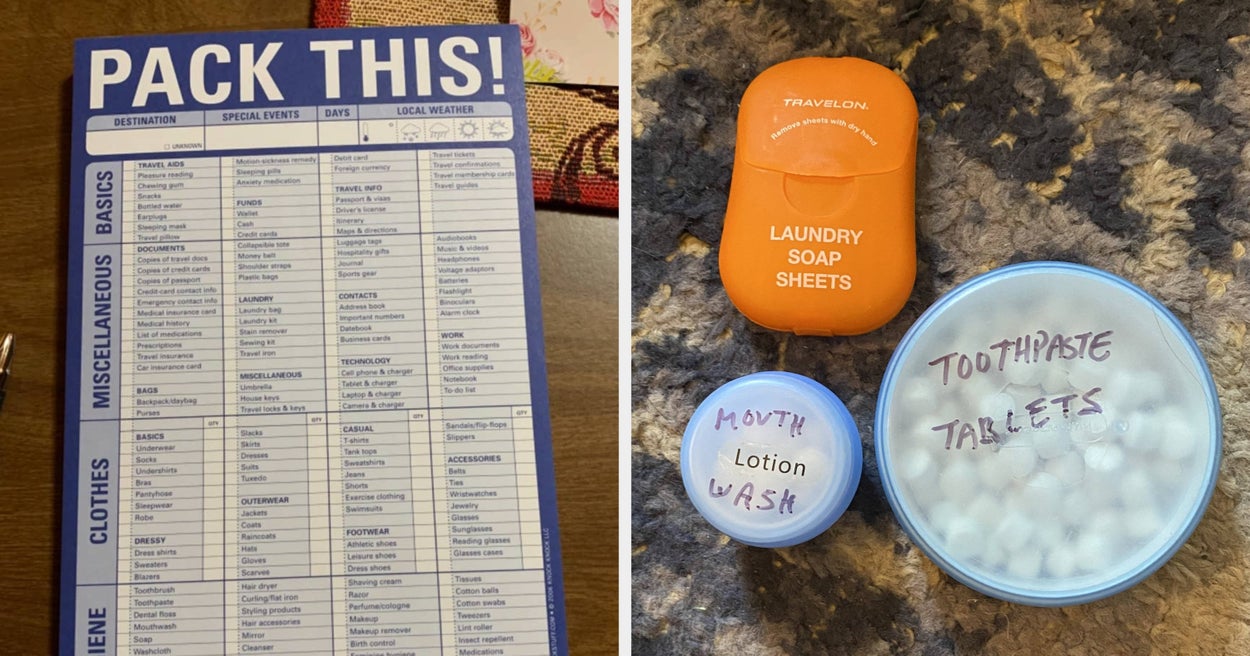 PACK THIS!
DESTINATION
SPECIAL EVENTS
DAYS
LOCAL WEATHER
UNKNOWN
BASICS
TRAVEL AIDS
Pleasure reading
Chewing gum
Snacks
Bottled water
Earplugs
Sleeping mask
Travel pillow
Motion-sickness remedy
Sleeping pills
Anxiety medication
FUNDS
Wallet
Cash
Credit cards
Debit card
Foreign currency
TRAVEL INFO
Passport & visas
Driver's license
Itinerary
Maps & directions
Travel tickets
Travel confirmations
Travel membership cards
Travel guides
MISCELLANEOUS
DOCUMENTS
Copies of travel docs
Copies of credit cards
Copies of passport
Credit-card contact info
Emergency contact info
Medical insurance card
Medical history
List of medications
Prescriptions
Travel insurance
Car insurance card
BAGS
Backpack/daybag
Purses
Collapsible tote
Money belt
Shoulder straps
Plastic bags
LAUNDRY
Laundry bag
Laundry kit
Stain remover
Sewing kit
Travel iron
MISCELLANEOUS
Umbrella
House keys
Travel locks & keys
Luggage tags
Hospitality gifts
Journal
Sports gear
CONTACTS
Address book
Important numbers
Datebook
Business cards
TECHNOLOGY
Cell phone & charger
Tablet & charger
Laptop & charger
Camera & charger
Audiobooks
Music & videos
Headphones
Voltage adaptors
Batteries
Flashlight
Binoculars
Alarm clock
WORK
Work documents
Work reading
Office supplies
Notebook
To-do list
CLOTHES
QTY
QTY
QTY
QTY
BASICS
Underwear
Socks
Undershirts
Bras
Pantyhose
Sleepwear
Robe
DRESSY
Dress shirts
Sweaters
Blazers
Slacks
Skirts
Dresses
Suits
Tuxedo
OUTERWEAR
Jackets
Coats
Raincoats
Hats
Gloves
Scarves
CASUAL
T-shirts
Tank tops
Sweatshirts
Jeans
Shorts
Exercise clothing
Swimsuits
FOOTWEAR
Athletic shoes
Leisure shoes
Dress shoes
Sandals/flip-flops
Slippers
ACCESSORIES
Belts
Ties
Wristwatches
Jewelry
Glasses
Sunglasses
Reading glasses
Glasses cases
IENE
Toothbrush
Toothpaste
Dental floss
Mouthwash
Soap
Washcloth
Hair dryer
Curling/flat iron
Styling products
Hair accessories
Mirror
Cleanser
Shaving cream
Razor
Perfume/cologne
Makeup
Makeup remover
Birth control
Feminine hygiene
Tissues
Cotton balls
Cotton swabs
Tweezers
Lint roller
Insect repellent
Medications
TRAVELON.
Remove sheets with dry hand
LAUNDRY
SOAP
SHEETS
MOUTH
Lotion
WASH
TOOTHPASTE
TABLETS